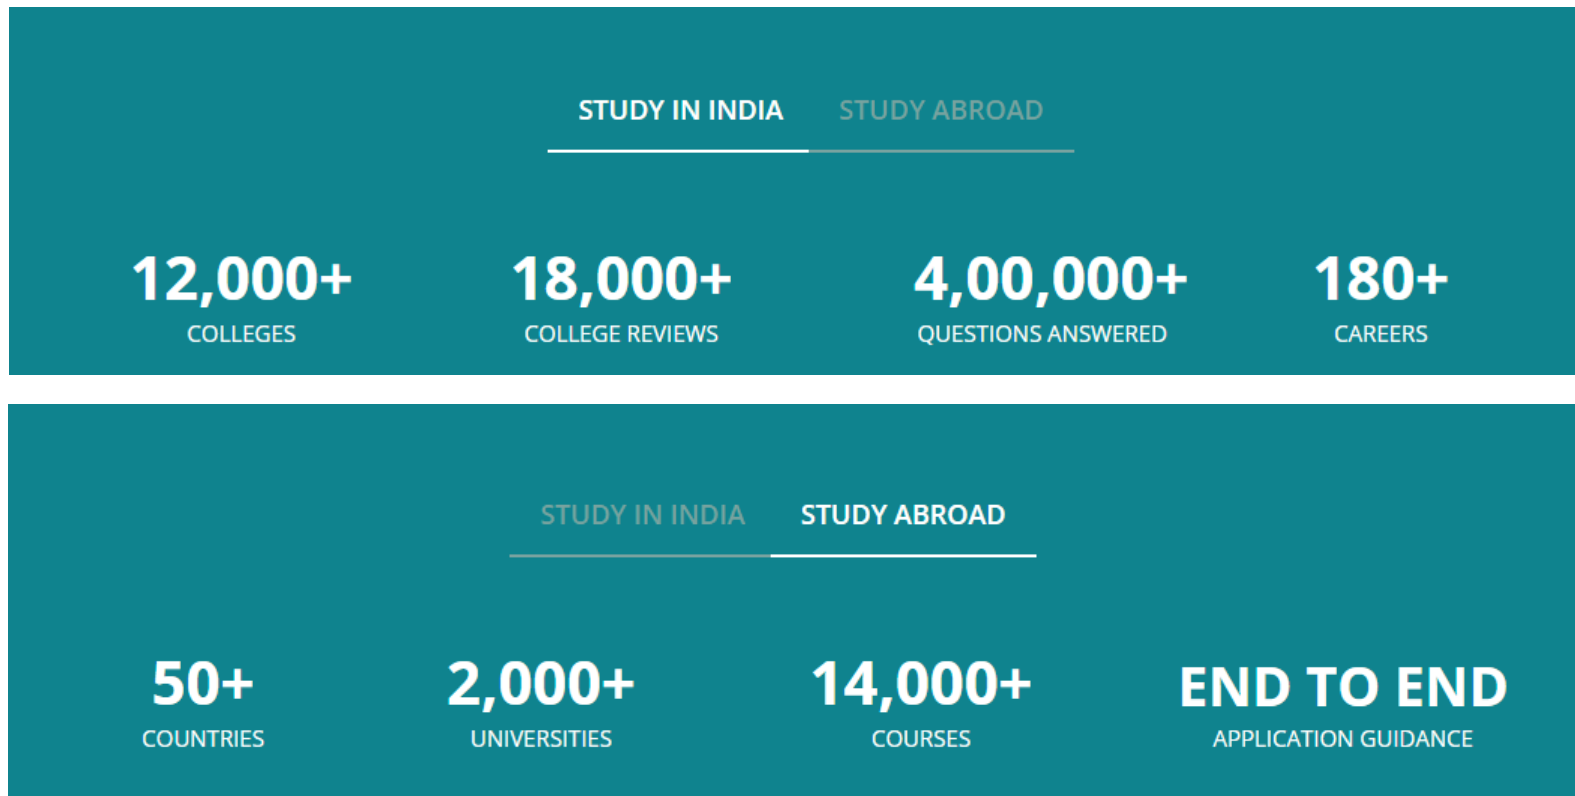 STUDY IN INDIA STUDY ABROAD
12,000+ 18,000+ 4,00,000+ 180+
COLLEGES COLLEGE REVIEWS QUESTIONS ANSWERED CAREERS
STUDY IN INDIA STUDY ABROAD
50+ 2,000+ 14,000+ END TO END
COUNTRIES UNIVERSITIES COURSES APPLICATION GUIDANCE